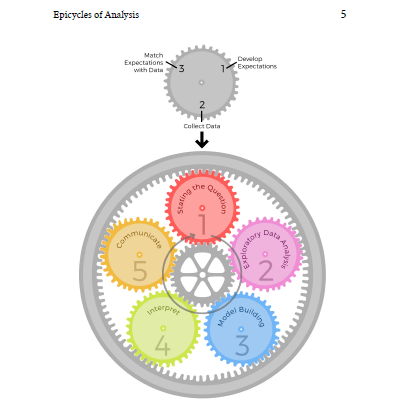 Epicycles of Analysis 5
Match
Expectations
with Data
3
1
Develop
Expectations
2
Collect Data
Stating the Question
1
Exploratory Data Analysis
2
Model Building
3
Interpret
4
Communicate
5